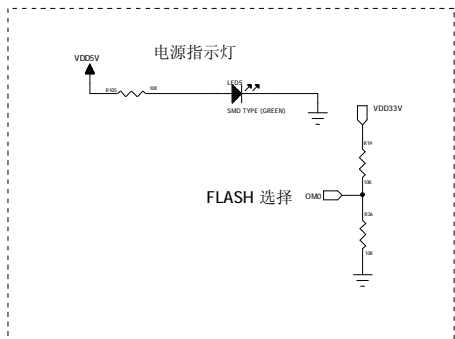 电源指示灯
VDD5V
R105
10K
LED5
SMD TYPE (GREEN)
VDD33V
R19
10K
FLASH 选择
OM0
R36
10K